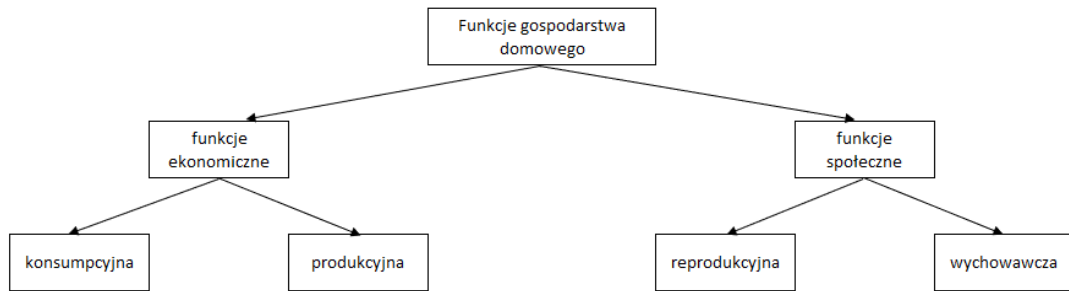 Funkcje gospodarstwa
domowego
funkcje
ekonomiczne
funkcje
społeczne
konsumpcyjna
produkcyjna
reprodukcyjna
wychowawcza